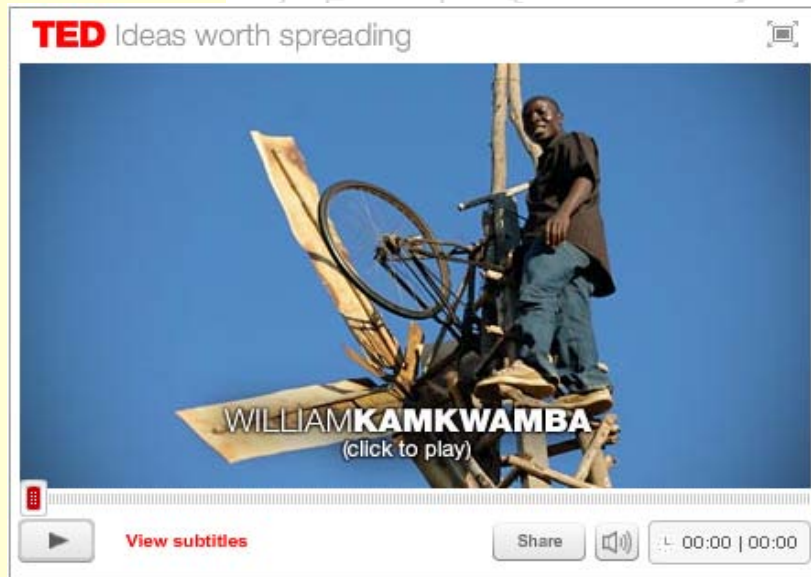 TED Ideas worth spreading
WILLIAMKAMKWAMBA
(click to play)
View subtitles
Share
00:00 | 00:00